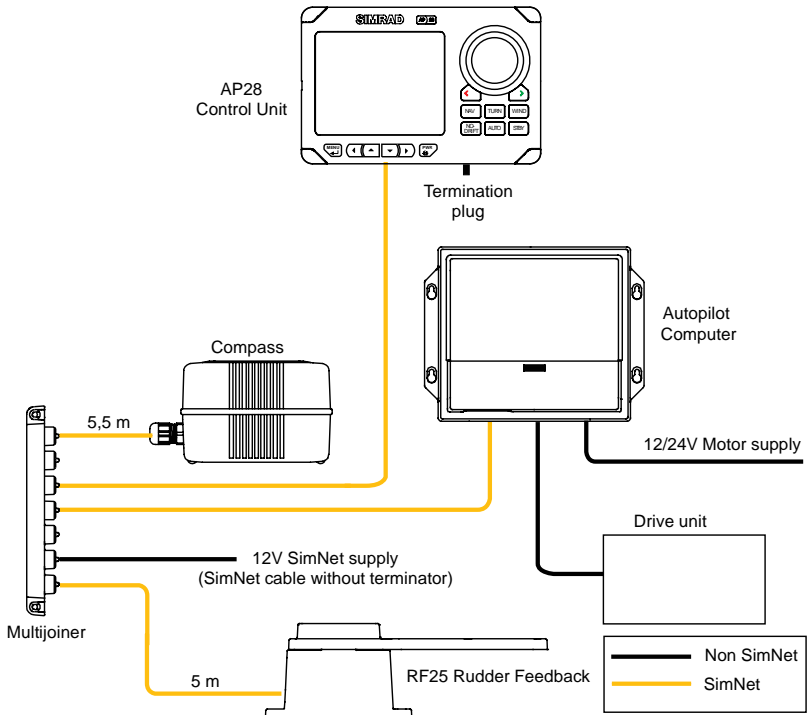 SIMRAD AP28
AP28
Control Unit
NAV TURN WIND
NO DRIFT AUTO STBY
MENU PWR
Termination
plug
Autopilot
Computer
Compass
5,5 m
12/24V Motor supply
Drive unit
12V SimNet supply
(SimNet cable without terminator)
Multijoiner
RF25 Rudder Feedback
5 m
Non SimNet
SimNet